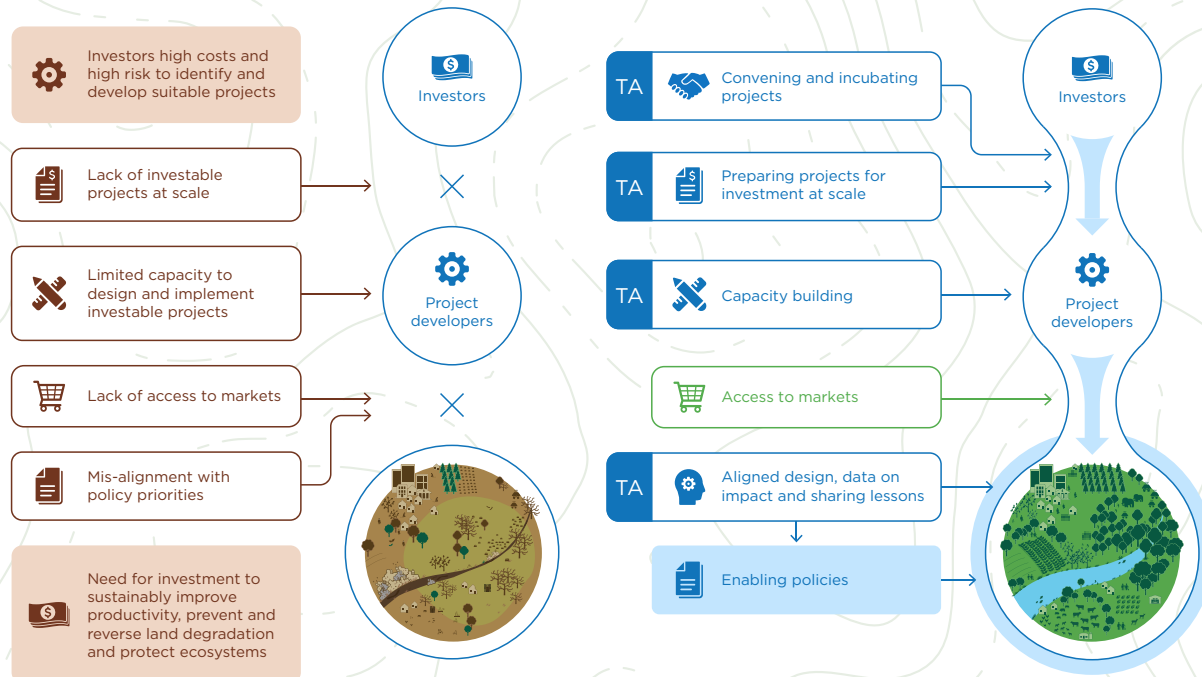 Investors high costs and
high risk to identify and
develop suitable projects
Lack of investable
projects at scale
Limited capacity to
design and implement
investable projects
Lack of access to markets
Mis-alignment with
policy priorities
Need for investment to
sustainably improve
productivity, prevent and
reverse land degradation
and protect ecosystems
$
Investors
Project
developers
TA
Convening and incubating
projects
TA
Preparing projects for
investment at scale
TA
Capacity building
Access to markets
TA
Aligned design, data on
impact and sharing lessons
Enabling policies
$
Investors
Project
developers